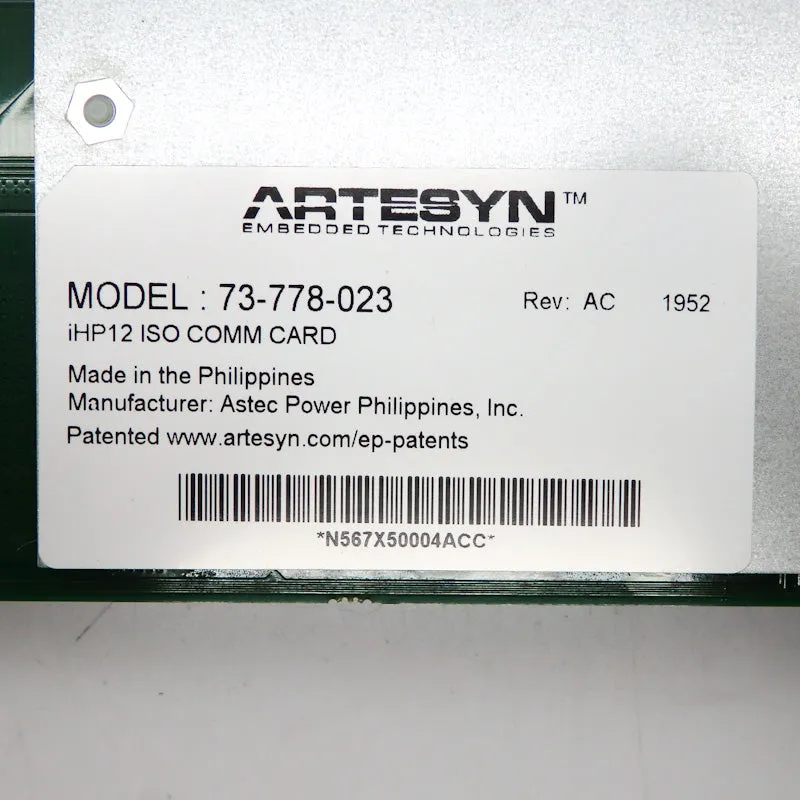 ARTESYN™
EMBEDDED TECHNOLOGIES
MODEL : 73-778-023 Rev: AC 1952
iHP12 ISO COMM CARD
Made in the Philippines
Manufacturer: Astec Power Philippines, Inc.
Patented www.artesyn.com/ep-patents
*N567X50004ACC*